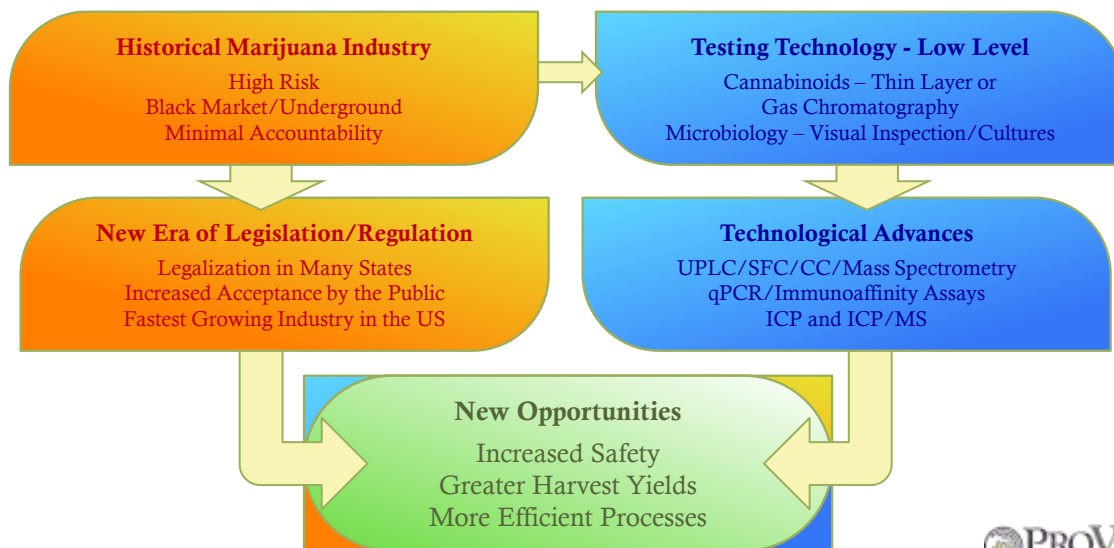 Historical Marijuana Industry
High Risk
Black Market/Underground
Minimal Accountability
Testing Technology - Low Level
Cannabinoids – Thin Layer or
Gas Chromatography
Microbiology – Visual Inspection/Cultures
New Era of Legislation/Regulation
Legalization in Many States
Increased Acceptance by the Public
Fastest Growing Industry in the US
Technological Advances
UPLC/SFC/CC/Mass Spectrometry
qPCR/Immunoaffinity Assays
ICP and ICP/MS
New Opportunities
Increased Safety
Greater Harvest Yields
More Efficient Processes